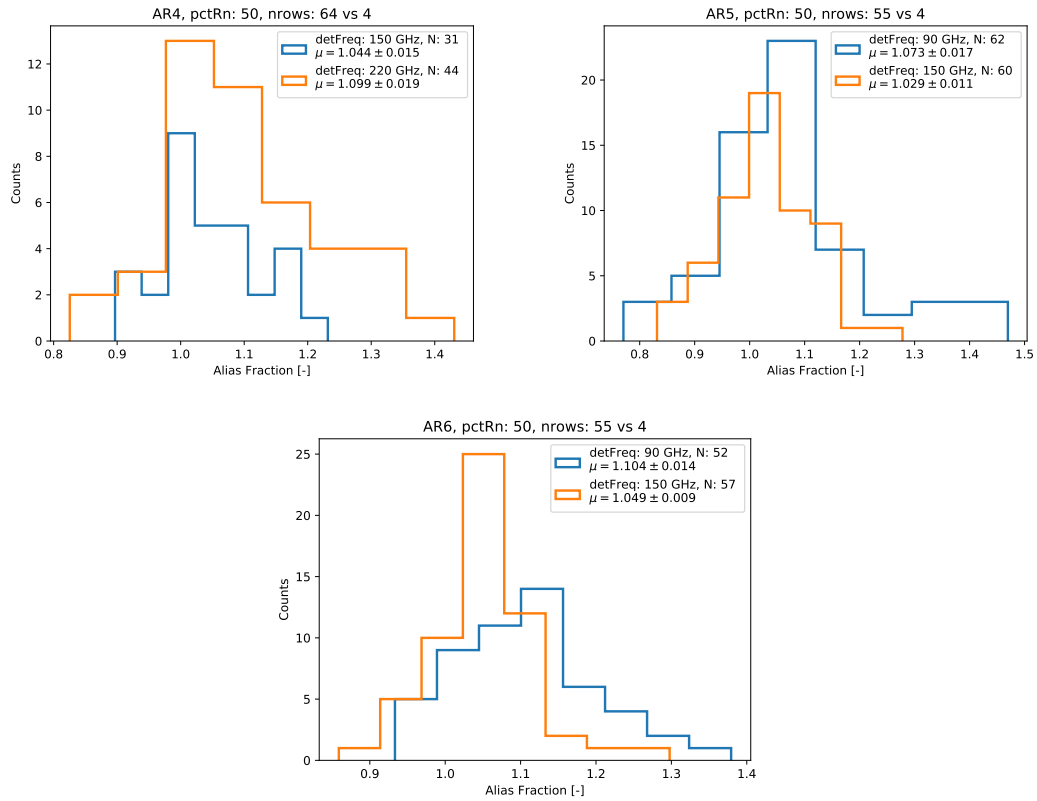 AR4, pctRn: 50, nrows: 64 vs 4
detFreq: 150 GHz, N: 31
μ = 1.044 ± 0.015
detFreq: 220 GHz, N: 44
μ = 1.099 ± 0.019
Counts
12
10
8
6
4
2
0
0.8 0.9 1.0 1.1 1.2 1.3 1.4
Alias Fraction [-]
AR5, pctRn: 50, nrows: 55 vs 4
detFreq: 90 GHz, N: 62
μ = 1.073 ± 0.017
detFreq: 150 GHz, N: 60
μ = 1.029 ± 0.011
Counts
20
15
10
5
0
0.8 0.9 1.0 1.1 1.2 1.3 1.4 1.5
Alias Fraction [-]
AR6, pctRn: 50, nrows: 55 vs 4
detFreq: 90 GHz, N: 52
μ = 1.104 ± 0.014
detFreq: 150 GHz, N: 57
μ = 1.049 ± 0.009
Counts
25
20
15
10
5
0
0.9 1.0 1.1 1.2 1.3 1.4
Alias Fraction [-]